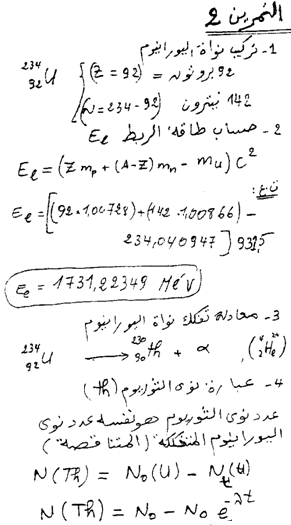 التمرين 2
1- تركيب نواة اليورانيوم
²³⁴₉₂U { (Z = 92) = 92 بروتون
(N = 234 - 92) 142 نيترون
2- حساب طاقة الربط Eℓ
Eℓ = (Z mp + (A-Z) mn - mu) c²
ت.ع:
Eℓ = [(92 × 1,00728) + (142 · 1,00866) -
234,040947] 931,5
Eℓ = 1731,22349 MéV
3- معادلة تفكك نواة اليورانيوم
²³⁴₉₂U ⟶ ²³⁰₉₀Th + α (⁴₂He)
4- عبارة نوى الثوريوم (Th)
عدد نوى الثوريوم هو نفسه عدد نوى
اليورانيوم المتفككة (المتناقصة)
N(Th) = N₀(U) - Nt(U)
N(Th) = N₀ - N₀ e^-λt